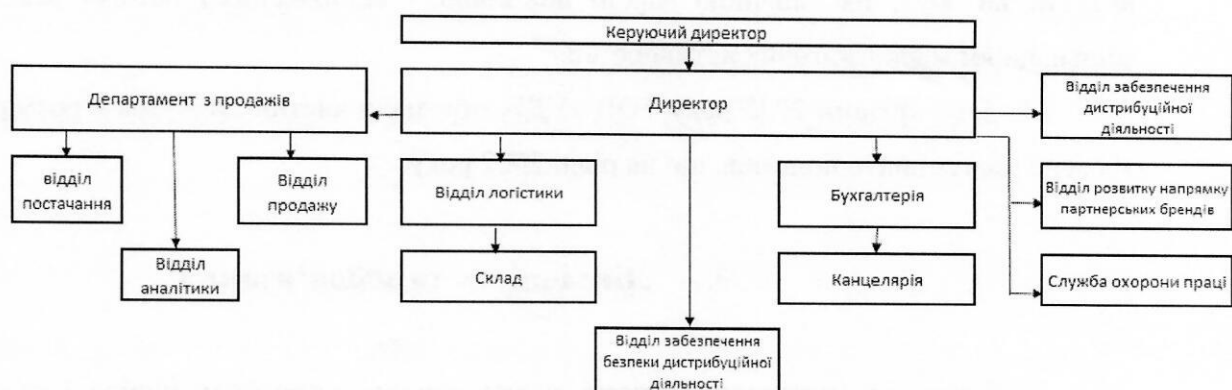 Керуючий директор
Департамент з продажів
Директор
Відділ забезпечення
дистрибуційної
діяльності
відділ
постачання
Відділ
продажу
Відділ логістики
Бухгалтерія
Відділ розвитку напрямку
партнерських брендів
Відділ
аналітики
Склад
Канцелярія
Служба охорони праці
Відділ забезпечення
безпеки дистрибуційної
діяльності